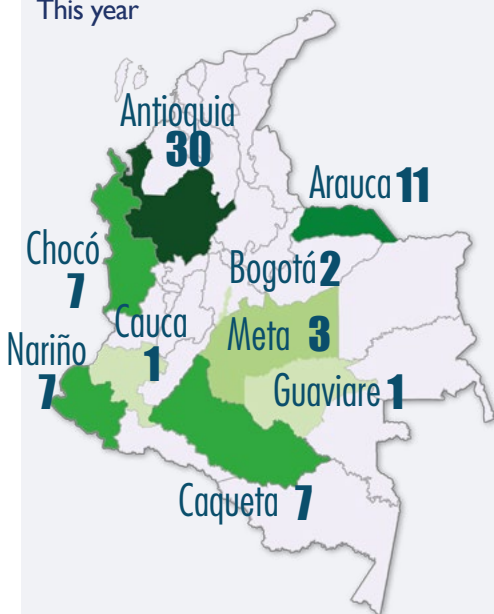 This year
Antioquia
30
Arauca 11
Chocó
7
Bogotá 2
Cauca
1
Meta 3
Nariño
7
Guaviare 1
Caqueta 7